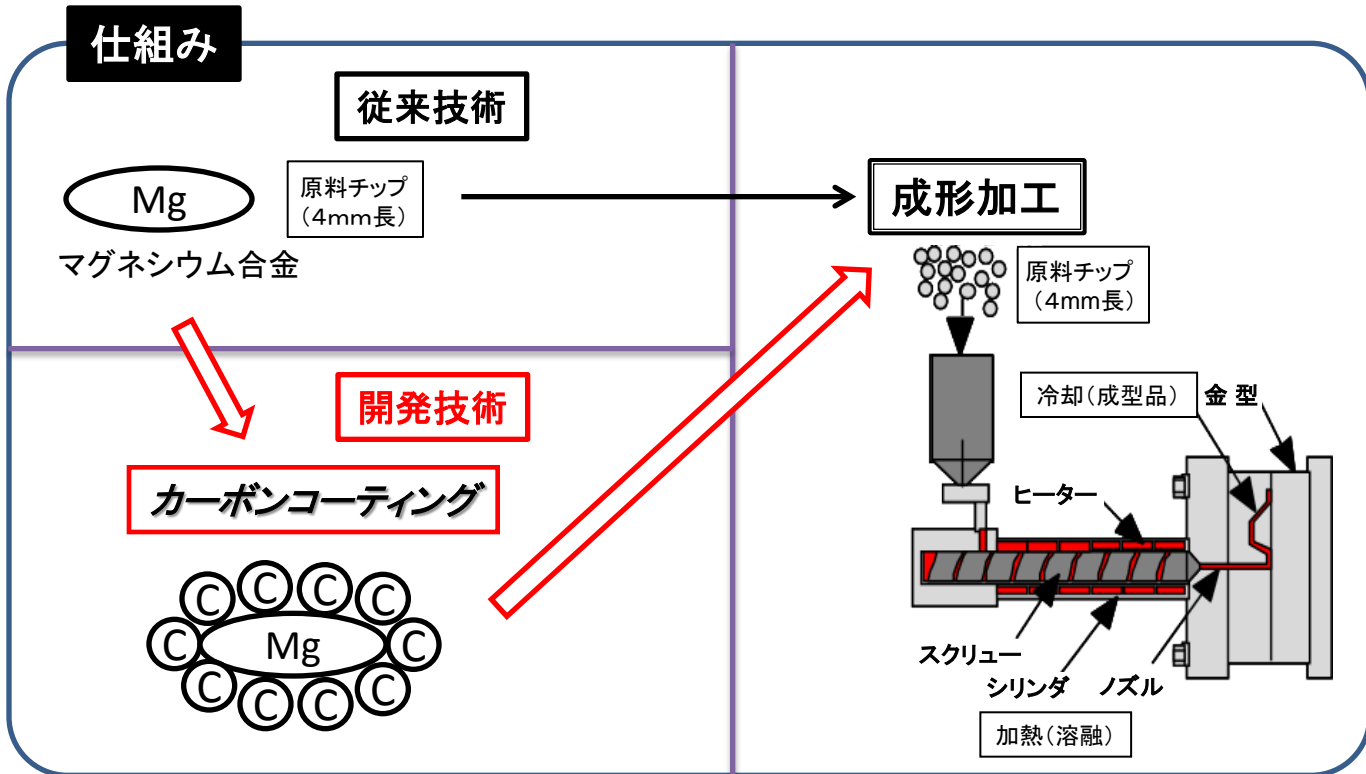 仕組み
従来技術
Mg
原料チップ
(4mm長)
マグネシウム合金
開発技術
カーボンコーティング
C
C
C
C
C
C
Mg
C
C
C
C
成形加工
原料チップ
(4mm長)
冷却(成型品)
金 型
ヒーター
スクリュー
シリンダ
ノズル
加熱(溶融)